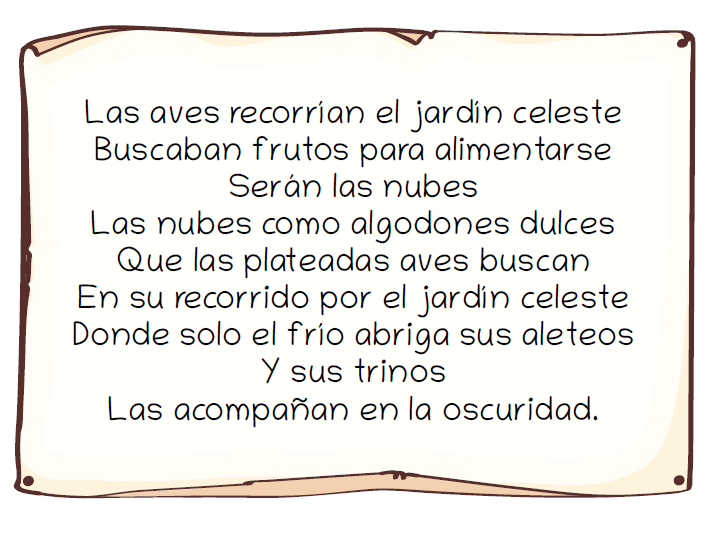 Las aves recorrían el jardín celeste
Buscaban frutos para alimentarse
Serán las nubes
Las nubes como algodones dulces
Que las plateadas aves buscan
En su recorrido por el jardín celeste
Donde solo el frío abriga sus aleteos
Y sus trinos
Las acompañan en la oscuridad.